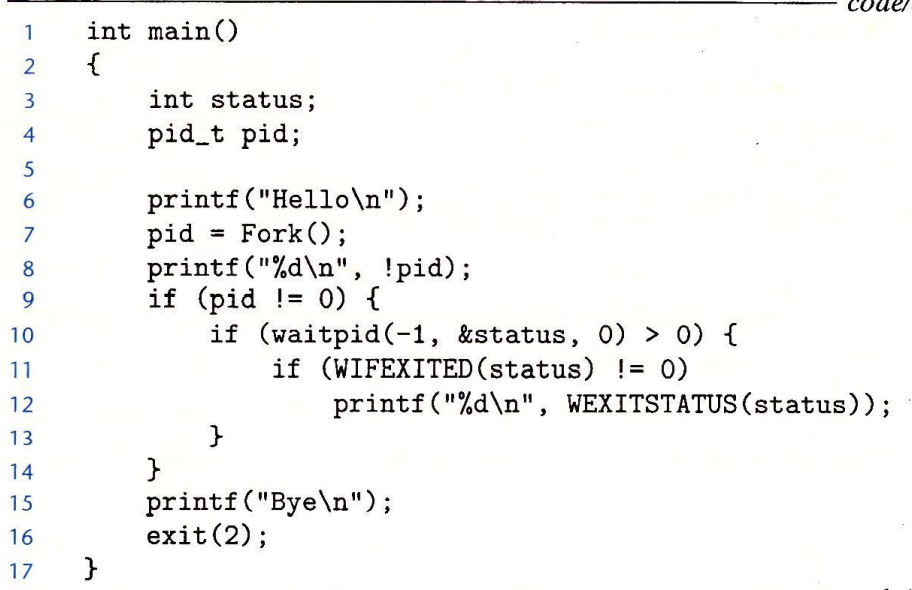 code/
1 int main()
2 {
3 int status;
4 pid_t pid;
5
6 printf("Hello\n");
7 pid = Fork();
8 printf("%d\n", !pid);
9 if (pid != 0) {
10 if (waitpid(-1, &status, 0) > 0) {
11 if (WIFEXITED(status) != 0)
12 printf("%d\n", WEXITSTATUS(status));
13 }
14 }
15 printf("Bye\n");
16 exit(2);
17 }